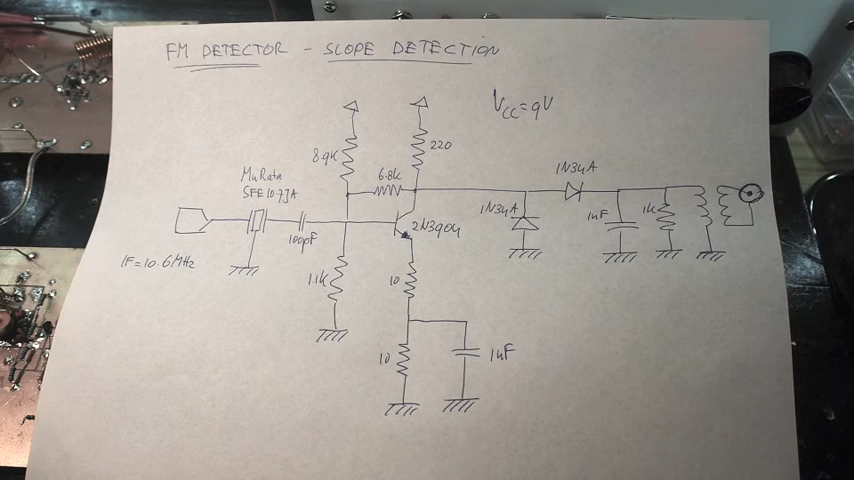 FM DETECTOR - SLOPE DETECTION
VCC=9V
8.9K
220
6.8K
MuRata
SFE10.7JA
1N34A
1N34A
2N3904
1nF
1K
100pF
IF=10.6MHz
1.1K
10
10
1nF